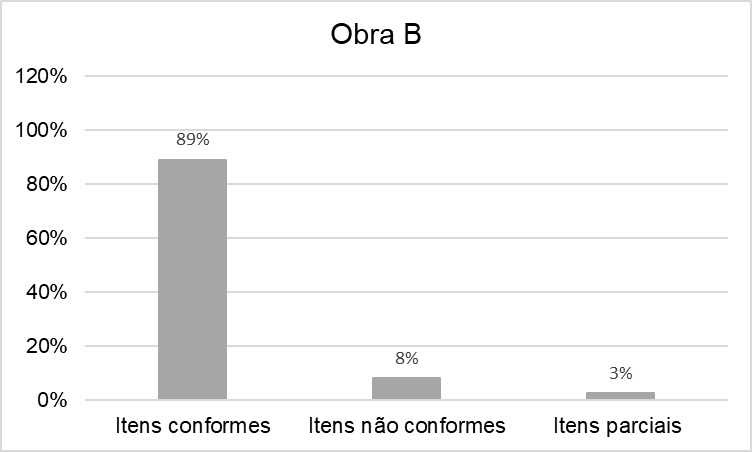 Obra B
120%
100%
80%
60%
40%
20%
0%
89%
8%
3%
Itens conformes
Itens não conformes
Itens parciais